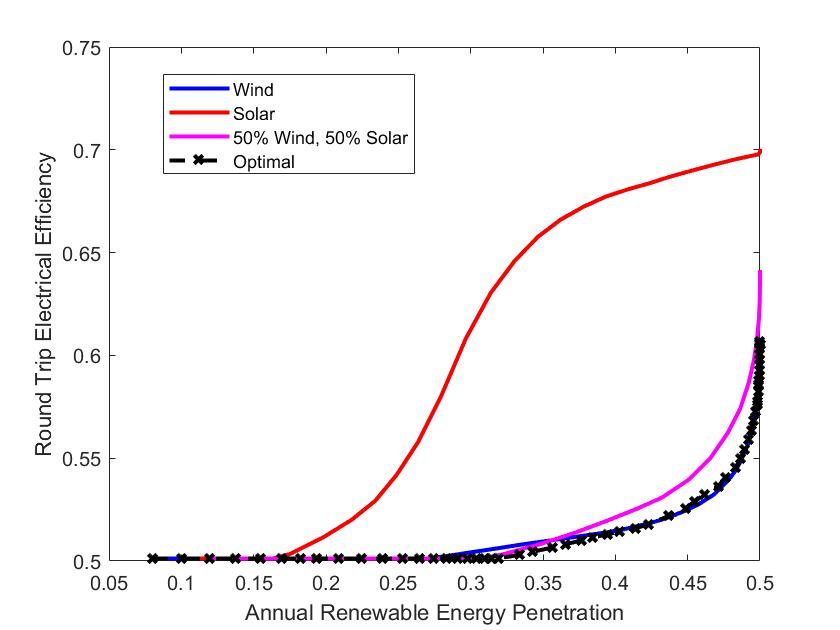 0.75
0.7
0.65
0.6
0.55
0.5
Round Trip Electrical Efficiency
Wind
Solar
50% Wind, 50% Solar
Optimal
0.05 0.1 0.15 0.2 0.25 0.3 0.35 0.4 0.45 0.5
Annual Renewable Energy Penetration